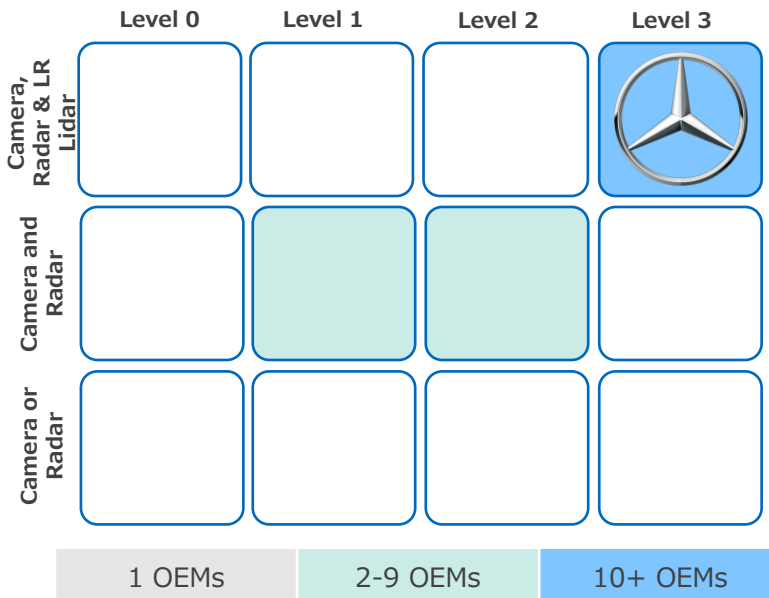 Level 0
Level 1
Level 2
Level 3
Camera,
Radar & LR
Lidar
Camera and
Radar
Camera or
Radar
1 OEMs
2-9 OEMs
10+ OEMs